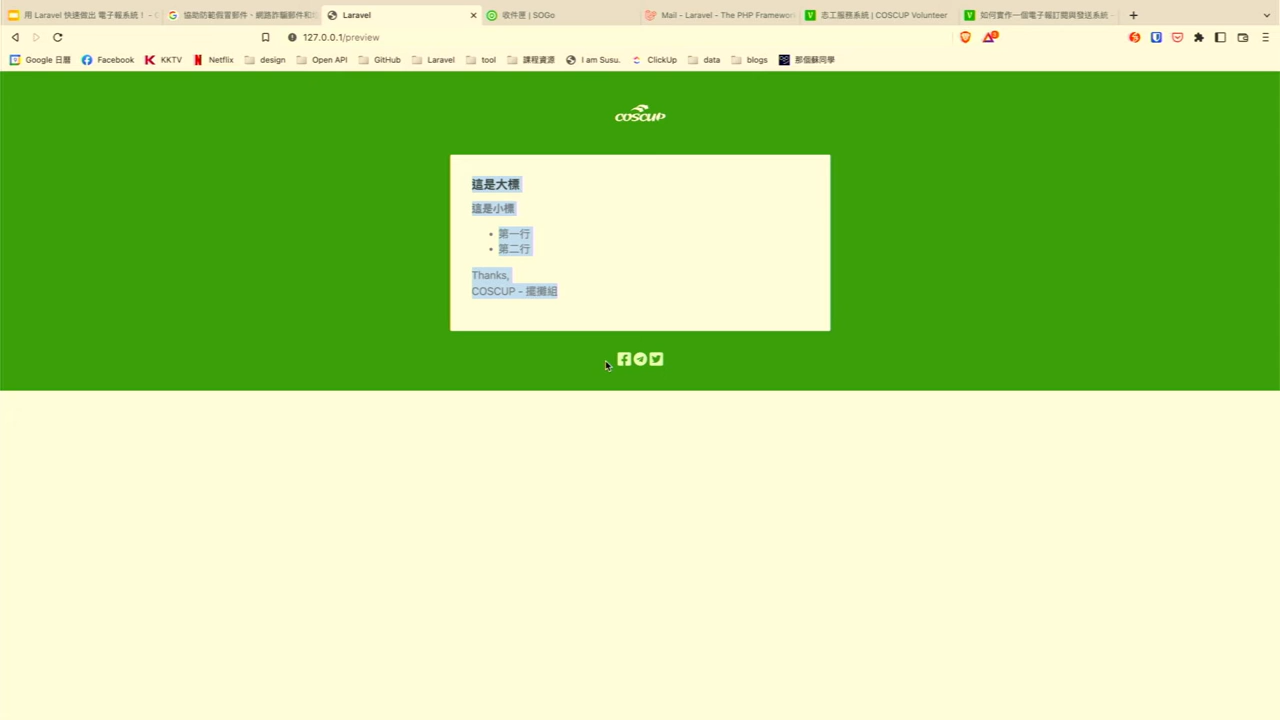 用 Laravel 快速做出 電子報系統！ - (
協助防範假冒郵件、網路詐騙郵件和
Laravel
收件匣 | SOGo
Mail - Laravel - The PHP Framework
志工服務系統 | COSCUP Volunteer
如何實作一個電子報訂閱與發送系統 -
127.0.0.1/preview
Google 日曆
Facebook
KKTV
Netflix
design
Open API
GitHub
Laravel
tool
課程資源
I am Susu.
ClickUp
data
blogs
那個蘇同學
COSCUP
這是大標
這是小標
• 第一行
• 第二行
Thanks,
COSCUP - 擺攤組